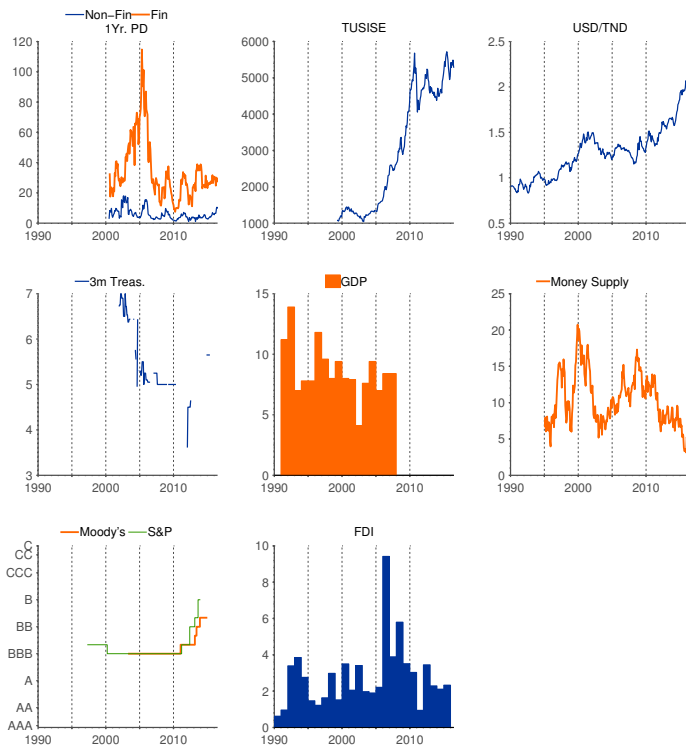 Non−Fin Fin
1Yr. PD
TUSISE
USD/TND
120
100
80
60
40
20
0
1990 2000 2010
6000
5000
4000
3000
2000
1000
1990 2000 2010
2.5
2
1.5
1
0.5
1990 2000 2010
3m Treas.
GDP
Money Supply
7
6
5
4
3
1990 2000 2010
15
10
5
0
1990 2000 2010
25
20
15
10
5
0
1990 2000 2010
Moody's S&P
FDI
C
CC
CCC
B
BB
BBB
A
AA
AAA
1990 2000 2010
10
8
6
4
2
0
1990 2000 2010